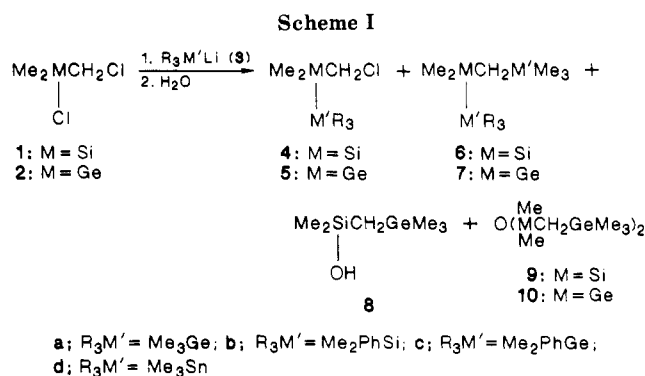 Scheme I
Me₂MCH₂Cl 1. R₃M'Li (3) Me₂MCH₂Cl + Me₂MCH₂M'Me₃ +
2. H₂O
Cl M'R₃ M'R₃
1: M = Si 4: M = Si 6: M = Si
2: M = Ge 5: M = Ge 7: M = Ge
Me
Me₂SiCH₂GeMe₃ + O(MCH₂GeMe₃)₂
Me
OH 9: M = Si
8 10: M = Ge
a; R₃M' = Me₃Ge; b; R₃M' = Me₂PhSi; c; R₃M' = Me₂PhGe;
d; R₃M' = Me₃Sn